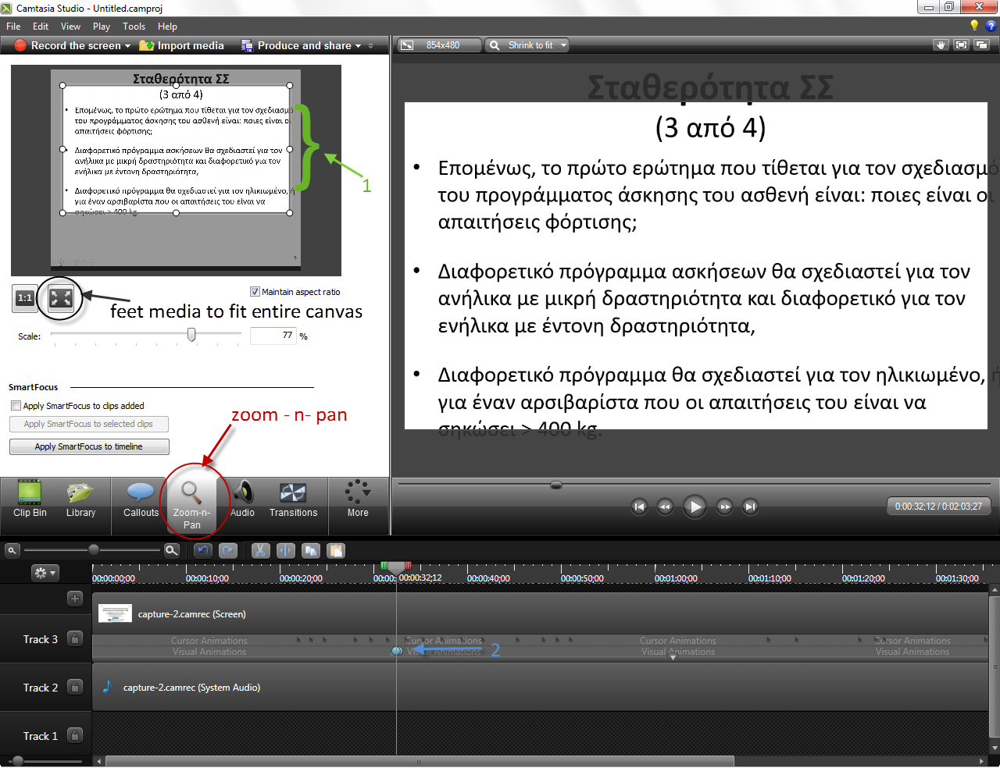 Camtasia Studio - Untitled.camproj
File Edit View Play Tools Help
Record the screen Import media Produce and share
854x480 Shrink to fit
Σταθερότητα ΣΣ
(3 από 4)
• Επομένως, το πρώτο ερώτημα που τίθεται για τον σχεδιασμό
του προγράμματος άσκησης του ασθενή είναι: ποιες είναι οι
απαιτήσεις φόρτισης;
• Διαφορετικό πρόγραμμα ασκήσεων θα σχεδιαστεί για τον
ανήλικα με μικρή δραστηριότητα και διαφορετικό για τον
ενήλικα με έντονη δραστηριότητα,
• Διαφορετικό πρόγραμμα θα σχεδιαστεί για τον ηλικιωμένο, ή
για έναν αρσιβαρίστα που οι απαιτήσεις του είναι να
σηκώσει > 400 kg.
1
1:1
Maintain aspect ratio
feet media to fit entire canvas
Scale: 77 %
SmartFocus
Apply SmartFocus to clips added
Apply SmartFocus to selected clips
Apply SmartFocus to timeline
zoom - n- pan
Clip Bin Library Callouts Zoom-n-
Pan Audio Transitions More
Σταθερότητα ΣΣ
(3 από 4)
• Επομένως, το πρώτο ερώτημα που τίθεται για τον σχεδιασμό
του προγράμματος άσκησης του ασθενή είναι: ποιες είναι οι
απαιτήσεις φόρτισης;
• Διαφορετικό πρόγραμμα ασκήσεων θα σχεδιαστεί για τον
ανήλικα με μικρή δραστηριότητα και διαφορετικό για τον
ενήλικα με έντονη δραστηριότητα,
• Διαφορετικό πρόγραμμα θα σχεδιαστεί για τον ηλικιωμένο, ή
για έναν αρσιβαρίστα που οι απαιτήσεις του είναι να
σηκώσει > 400 kg.
0:00:32;12 / 0:02:03;27
00:00:00;00 00:00:10;00 00:00:20;00 00:00: 00:00:32;12 00:00:40;00 00:00:50;00 00:01:00;00 00:01:10;00 00:01:20;00 00:01:30;00
capture-2.camrec (Screen)
Track 3
Cursor Animations Cursor Animations Cursor Animations Cursor Animations
Visual Animations Visual Animations Visual Animations Visual Animations
2
Track 2 capture-2.camrec (System Audio)
Track 1